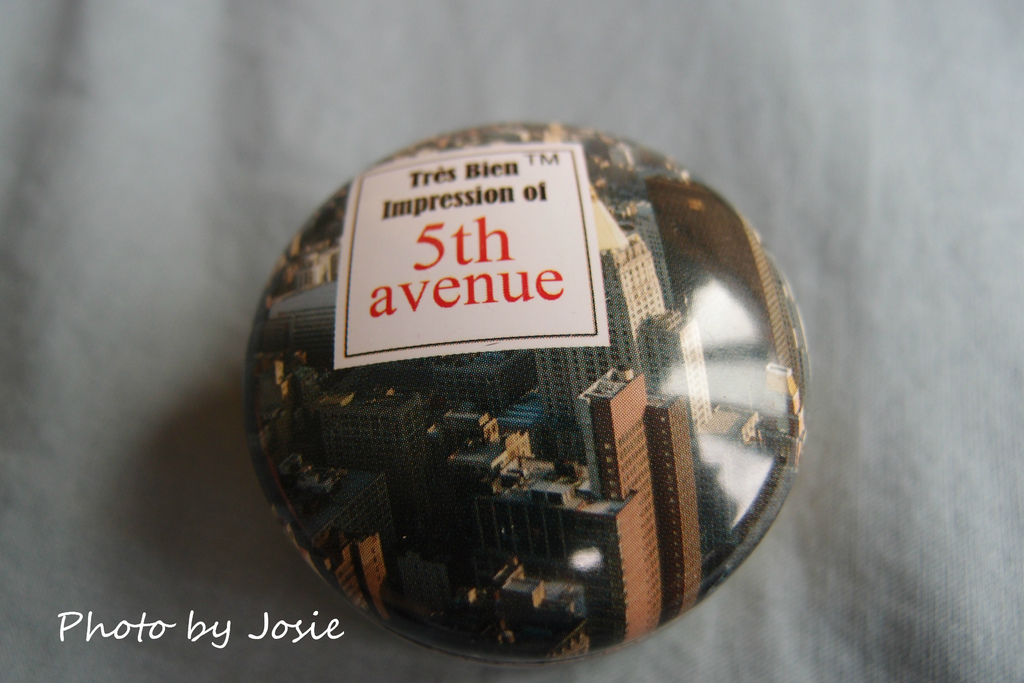 Très Bien ™
Impression of
5th
avenue
Photo by Josie